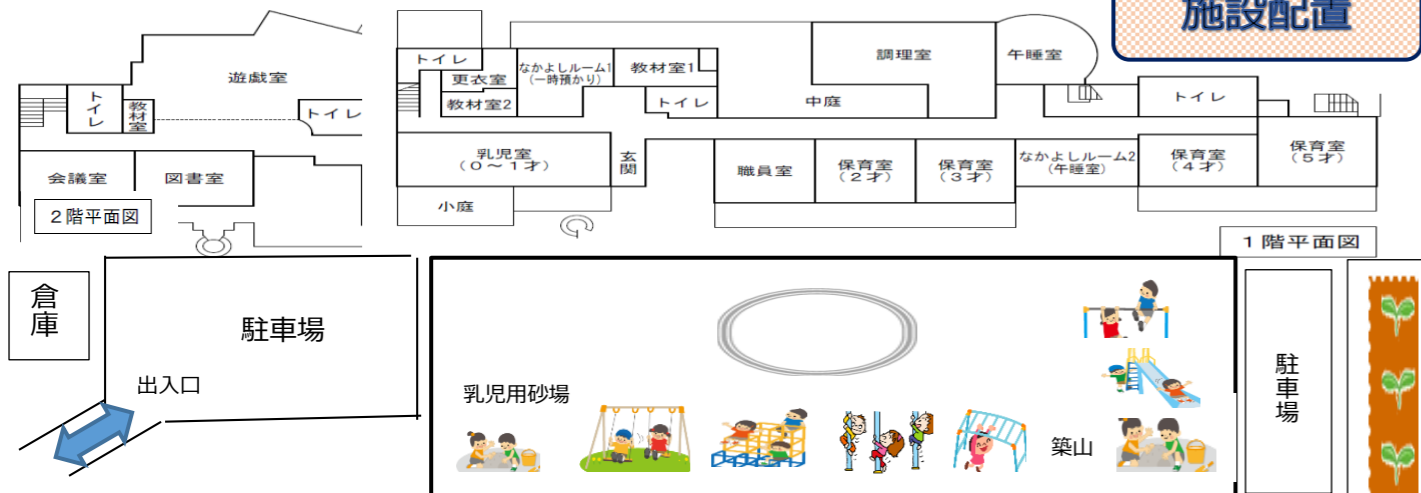 施設配置
トイレ
遊戯室
トイレ
教材室
トイレ
会議室
図書室
2階平面図
トイレ
更衣室
教材室2
なかよしルーム1
(一時預かり)
教材室1
トイレ
調理室
午睡室
中庭
トイレ
乳児室
(0~1才)
玄関
職員室
保育室
(2才)
保育室
(3才)
なかよしルーム2
(午睡室)
保育室
(4才)
保育室
(5才)
小庭
1階平面図
倉庫
駐車場
出入口
乳児用砂場
築山
駐車場